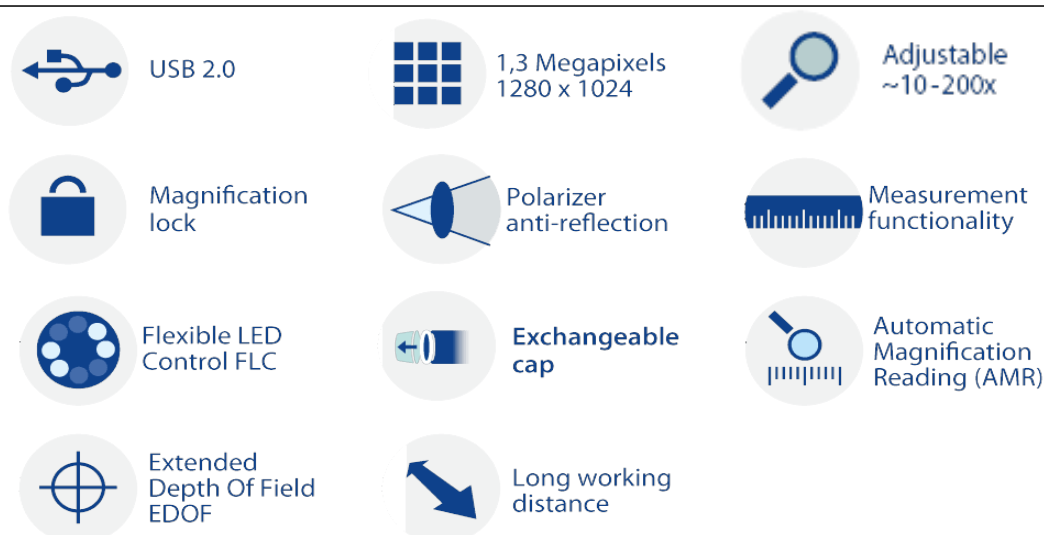 USB 2.0
1,3 Megapixels
1280 x 1024
Adjustable
~10-200x
Magnification
lock
Polarizer
anti-reflection
Measurement
functionality
Flexible LED
Control FLC
Exchangeable
cap
Automatic
Magnification
Reading (AMR)
Extended
Depth Of Field
EDOF
Long working
distance